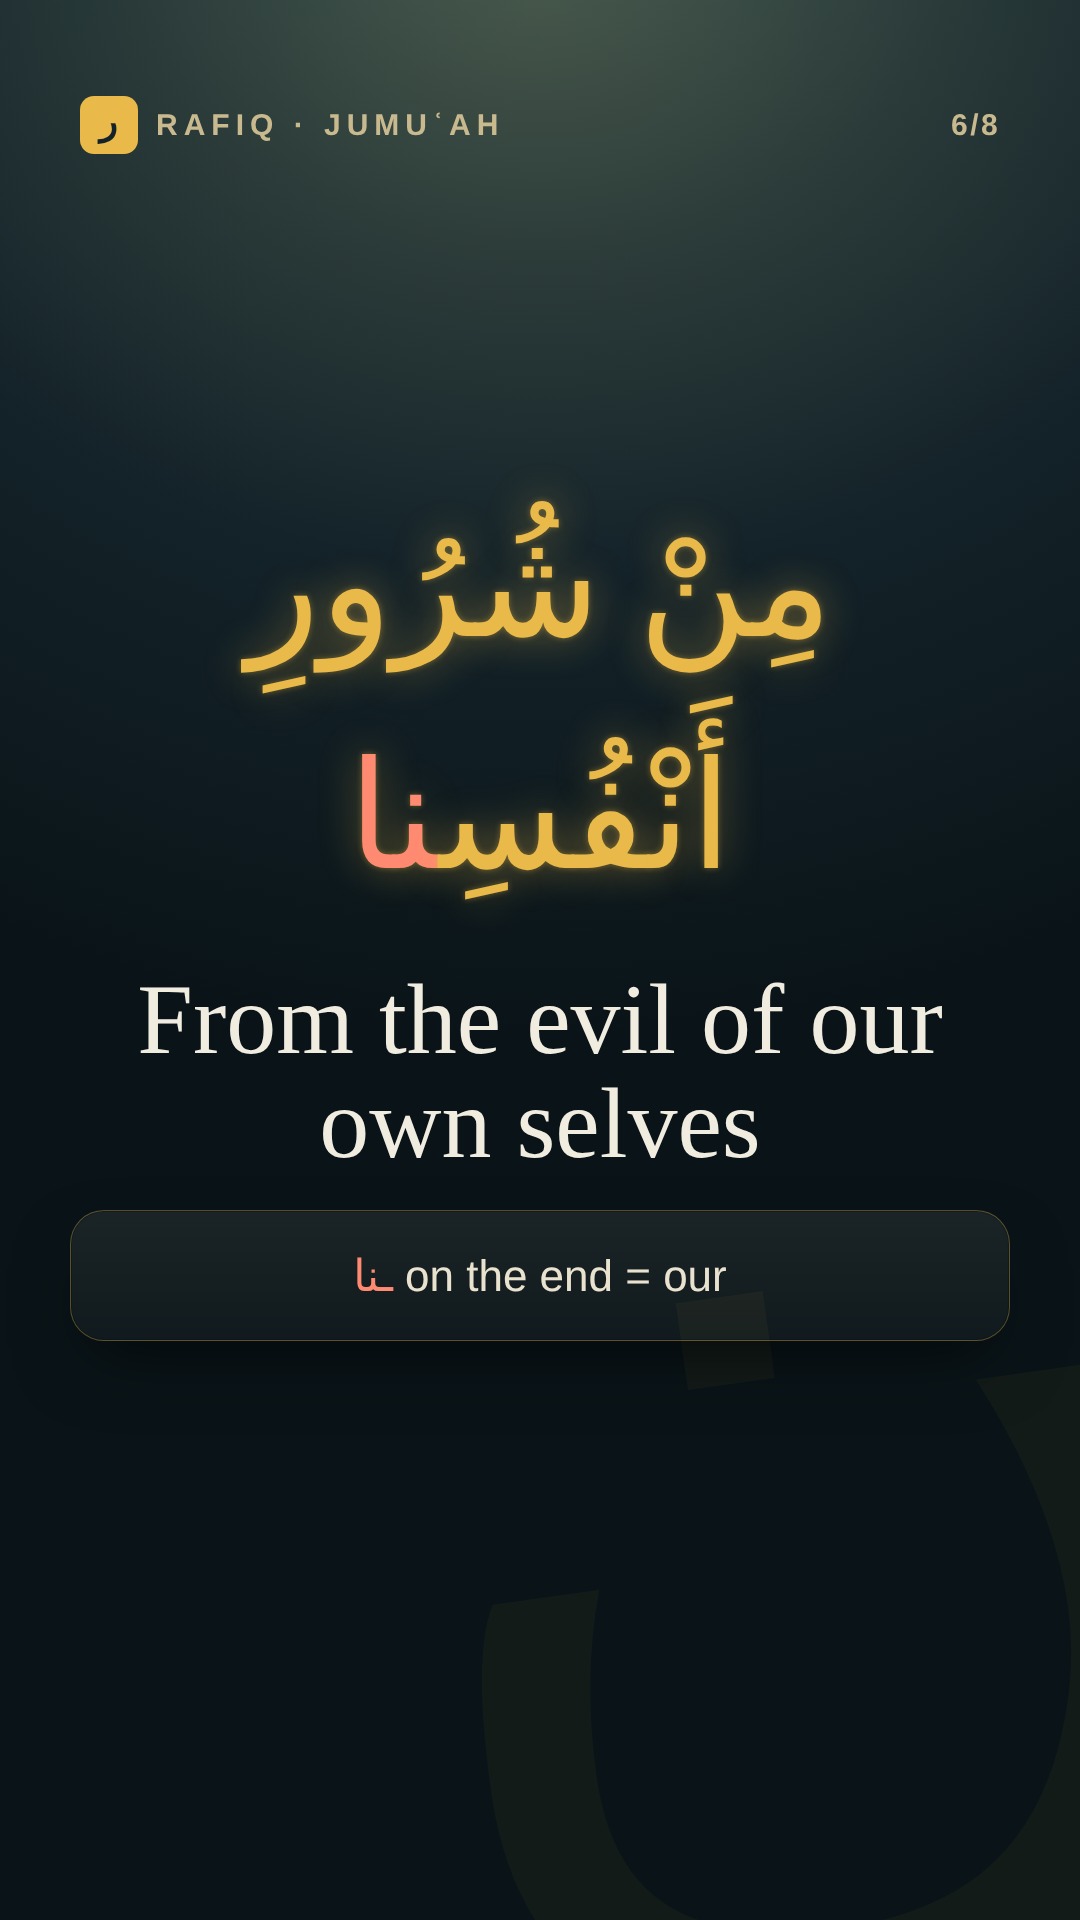 ر RAFIQ · JUMUʿAH 6/8
مِنْ شُرُورِ
أَنْفُسِنا
From the evil of our
own selves
ـنا on the end = our
ن